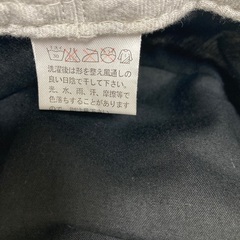 洗濯後は形を整え風通しの
良い日陰で干して下さい。
光、水、雨、汗、摩擦等で
色落ちすることがあります